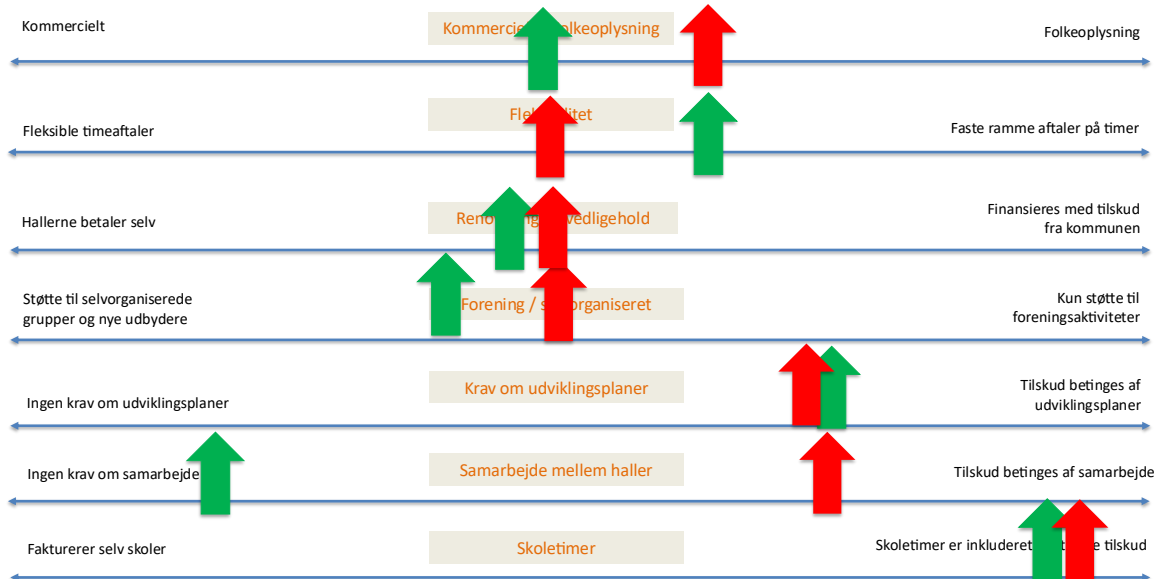 Kommercielt
Folkeoplysning
Fleksible timeaftaler
Faste ramme aftaler på timer
Hallerne betaler selv
vedligehold
Finansieres med tilskud
fra kommunen
Støtte til selvorganiserede
grupper og nye udbydere
Forening /
Kun støtte til
foreningsaktiviteter
Ingen krav om udviklingsplaner
Krav om udviklingsplaner
Tilskud betinges af
udviklingsplaner
Ingen krav om samarbejde
Samarbejde mellem haller
Tilskud betinges af samarbejde
Fakturerer selv skoler
Skoletimer
Skoletimer er inkluderet tilskud